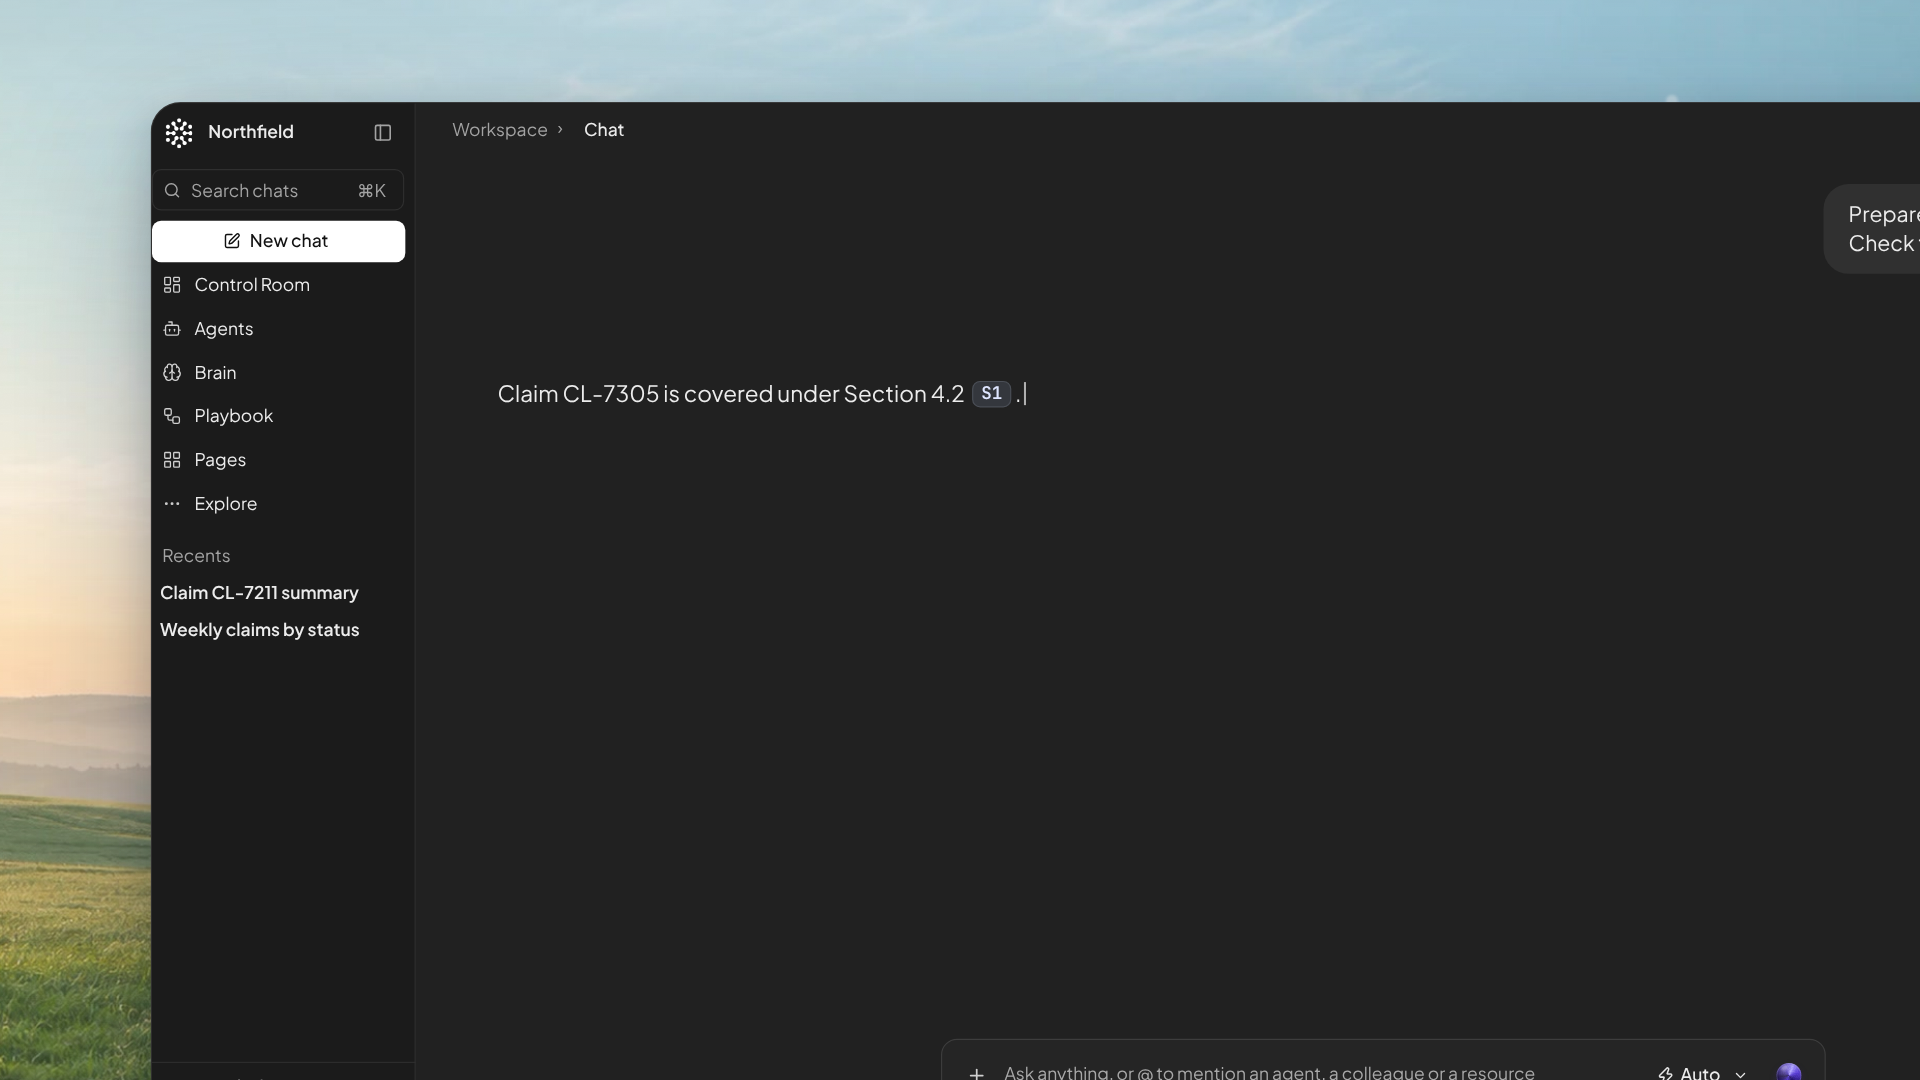 Northfield
Search chats ⌘K
New chat
Control Room
Agents
Brain
Playbook
Pages
Explore
Recents
Claim CL-7211 summary
Weekly claims by status
Workspace › Chat
Prepare
Check
Claim CL-7305 is covered under Section 4.2 S1 .
Ask anything, or @ to mention an agent, a colleague or a resource
Auto